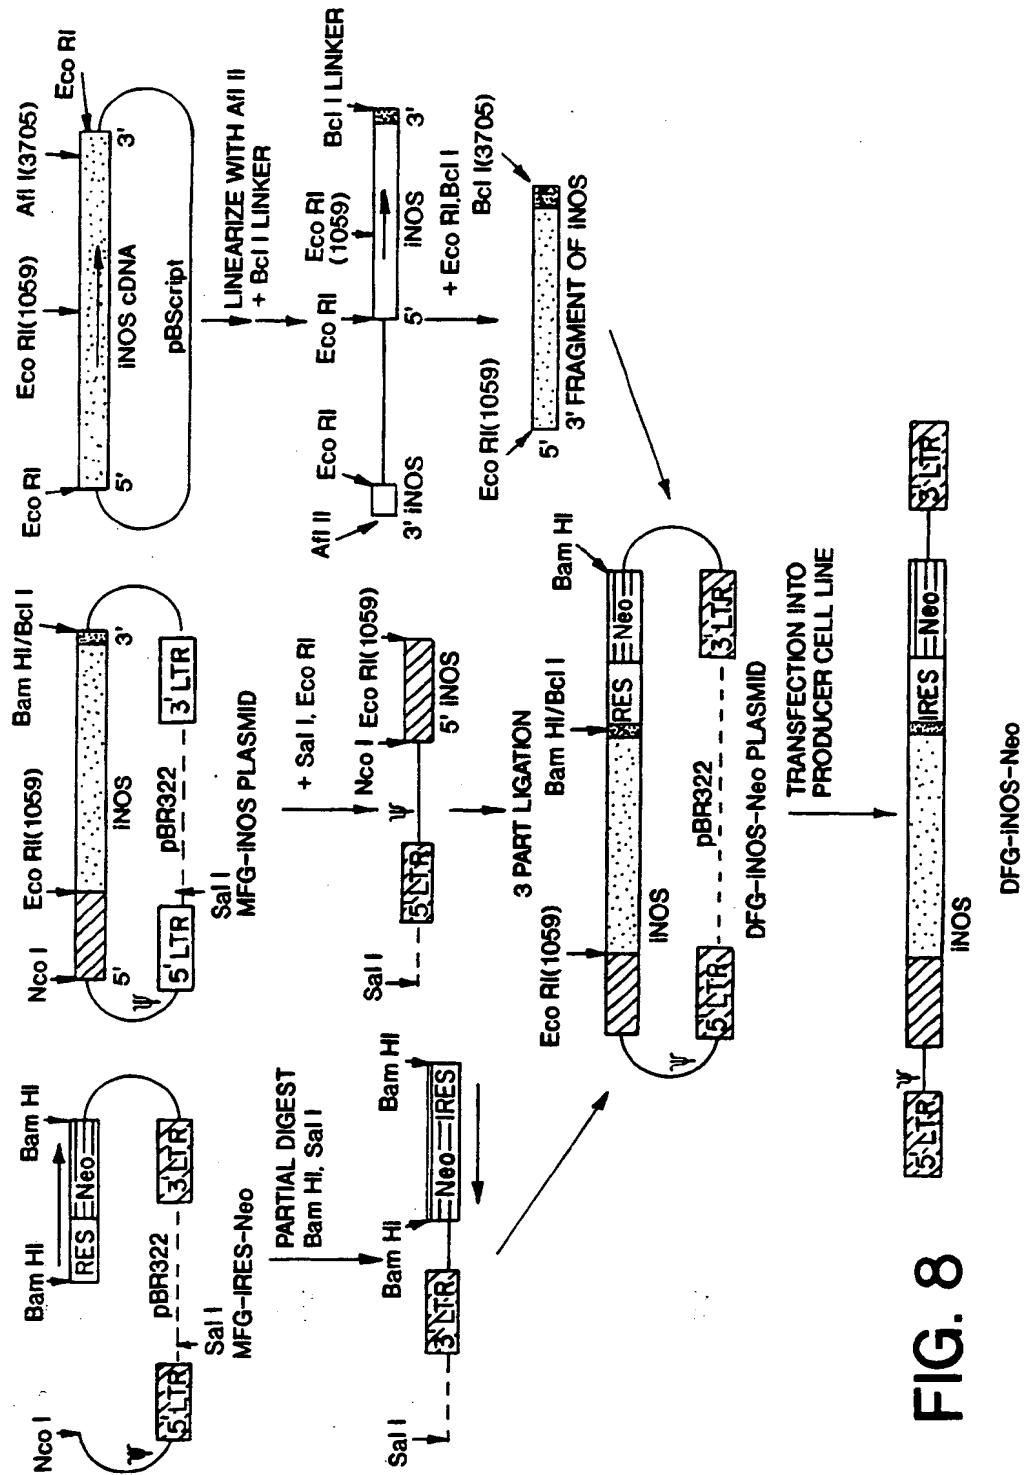 Nco I
Bam HI
Bam HI
RES
Neo
Ψ
5' LTR
pBR322
3' LTR
Sal I
MFG-IRES-Neo
PARTIAL DIGEST
Bam HI, Sal I
Bam HI
Bam HI
Sal I
3' LTR
Neo
IRES
Nco I
Eco RI(1059)
Bam HI/Bcl I
5'
iNOS
3'
Ψ
5' LTR
pBR322
3' LTR
Sal I
MFG-iNOS PLASMID
+ Sal I, Eco RI
Nco I
Eco RI(1059)
Ψ
Sal I
5' LTR
5' iNOS
3 PART LIGATION
Eco RI
Eco RI(1059)
Afl I(3705)
Eco RI
5'
iNOS cDNA
3'
pBScript
LINEARIZE WITH Afl II
+ Bcl I LINKER
Afl II
Eco RI
Eco RI
Eco RI
(1059)
Bcl I LINKER
3' iNOS
5'
iNOS
3'
+ Eco RI,Bcl I
Eco RI(1059)
Bcl I(3705)
5'
3' FRAGMENT OF iNOS
Eco RI(1059)
Bam HI/Bcl I
Bam HI
iNOS
RES
Neo
Ψ
5' LTR
pBR322
3' LTR
DFG-iNOS-Neo PLASMID
TRANSFECTION INTO
PRODUCER CELL LINE
5' LTR
Ψ
iNOS
IRES
Neo
3' LTR
DFG-iNOS-Neo
FIG. 8